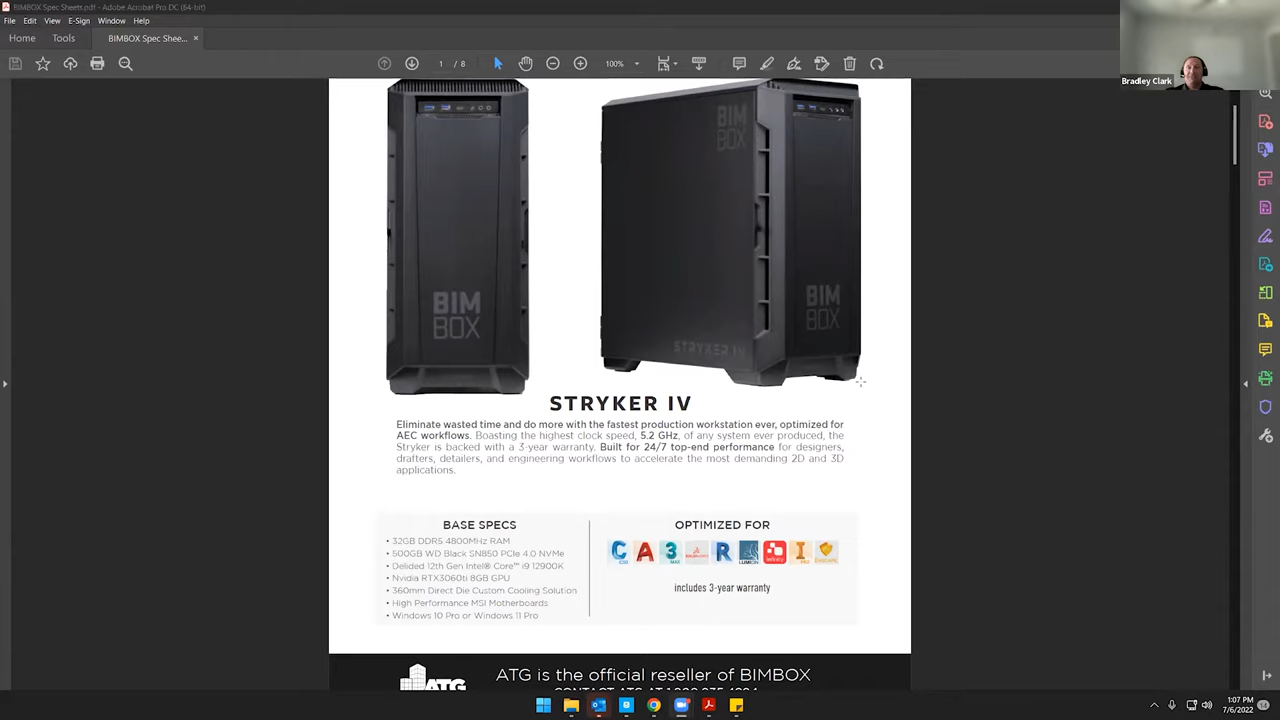 BIMBOX Spec Sheets.pdf - Adobe Acrobat Pro DC (64-bit)
File Edit View E-Sign Window Help
Home Tools BIMBOX Spec Shee... ×
1 / 8 100%
Bradley Clark
BIM
BOX
BIM
BOX
BIM
BOX
STRYKER IV
STRYKER IV
Eliminate wasted time and do more with the fastest production workstation ever, optimized for
AEC workflows. Boasting the highest clock speed, 5.2 GHz, of any system ever produced, the
Stryker is backed with a 3-year warranty. Built for 24/7 top-end performance for designers,
drafters, detailers, and engineering workflows to accelerate the most demanding 2D and 3D
applications.
BASE SPECS
• 32GB DDR5 4800MHz RAM
• 500GB WD Black SN850 PCIe 4.0 NVMe
• Delided 12th Gen Intel® Core™ i9 12900K
• Nvidia RTX3060ti 8GB GPU
• 360mm Direct Die Custom Cooling Solution
• High Performance MSI Motherboards
• Windows 10 Pro or Windows 11 Pro
OPTIMIZED FOR
includes 3-year warranty
ATG
ATG is the official reseller of BIMBOX
1:07 PM
7/6/2022